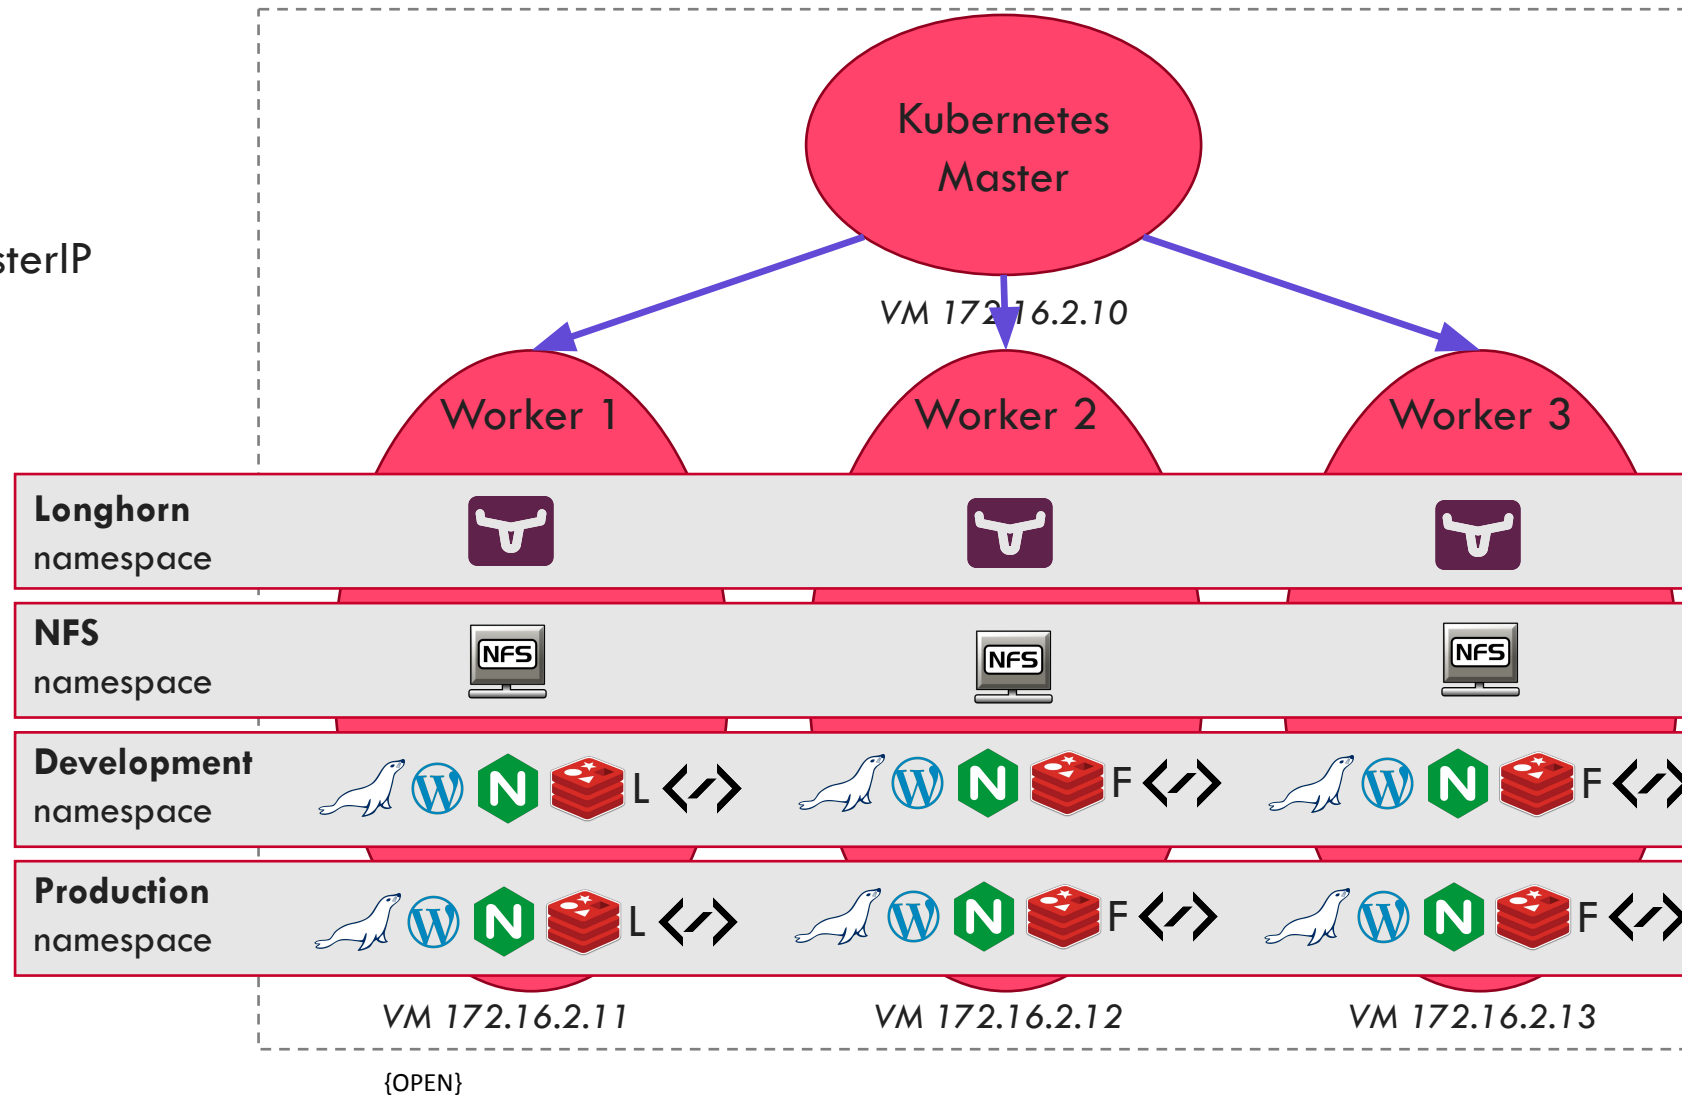 Kubernetes
Master
sterIP
VM 172.16.2.10
Worker 1
Worker 2
Worker 3
Longhorn
namespace
NFS
namespace
NFS
NFS
NFS
Development
namespace
W
N
L
W
N
F
W
N
F
Production
namespace
W
N
L
W
N
F
W
N
F
VM 172.16.2.11
VM 172.16.2.12
VM 172.16.2.13
{OPEN}